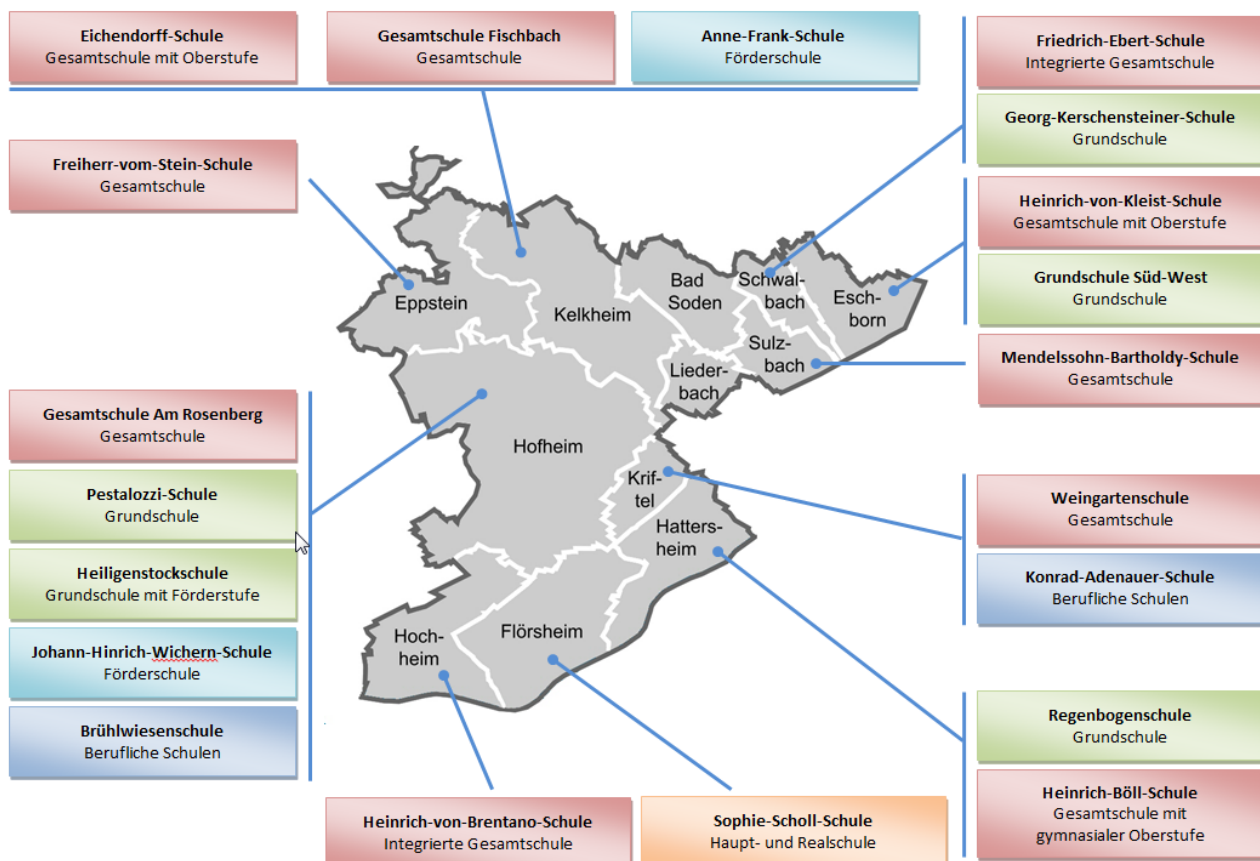 Eichendorff-Schule
Gesamtschule mit Oberstufe
Gesamtschule Fischbach
Gesamtschule
Anne-Frank-Schule
Förderschule
Friedrich-Ebert-Schule
Integrierte Gesamtschule
Georg-Kerschensteiner-Schule
Grundschule
Freiherr-vom-Stein-Schule
Gesamtschule
Heinrich-von-Kleist-Schule
Gesamtschule mit Oberstufe
Grundschule Süd-West
Grundschule
Mendelssohn-Bartholdy-Schule
Gesamtschule
Eppstein
Kelkheim
Bad
Soden
Schwal-
bach
Esch-
born
Sulz-
bach
Lieder-
bach
Hofheim
Krif-
tel
Hatters-
heim
Hoch-
heim
Flörsheim
Gesamtschule Am Rosenberg
Gesamtschule
Pestalozzi-Schule
Grundschule
Heiligenstockschule
Grundschule mit Förderstufe
Johann-Hinrich-Wichern-Schule
Förderschule
Brühlwiesenschule
Berufliche Schulen
Weingartenschule
Gesamtschule
Konrad-Adenauer-Schule
Berufliche Schulen
Regenbogenschule
Grundschule
Heinrich-Böll-Schule
Gesamtschule mit
gymnasialer Oberstufe
Heinrich-von-Brentano-Schule
Integrierte Gesamtschule
Sophie-Scholl-Schule
Haupt- und Realschule